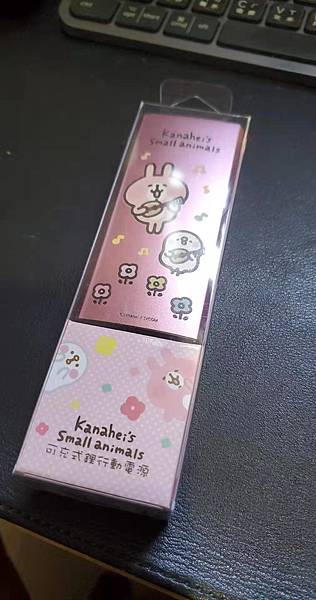 Kanahei's
Small animals
Kanahei's
Small animals
可充式鋰行動電源